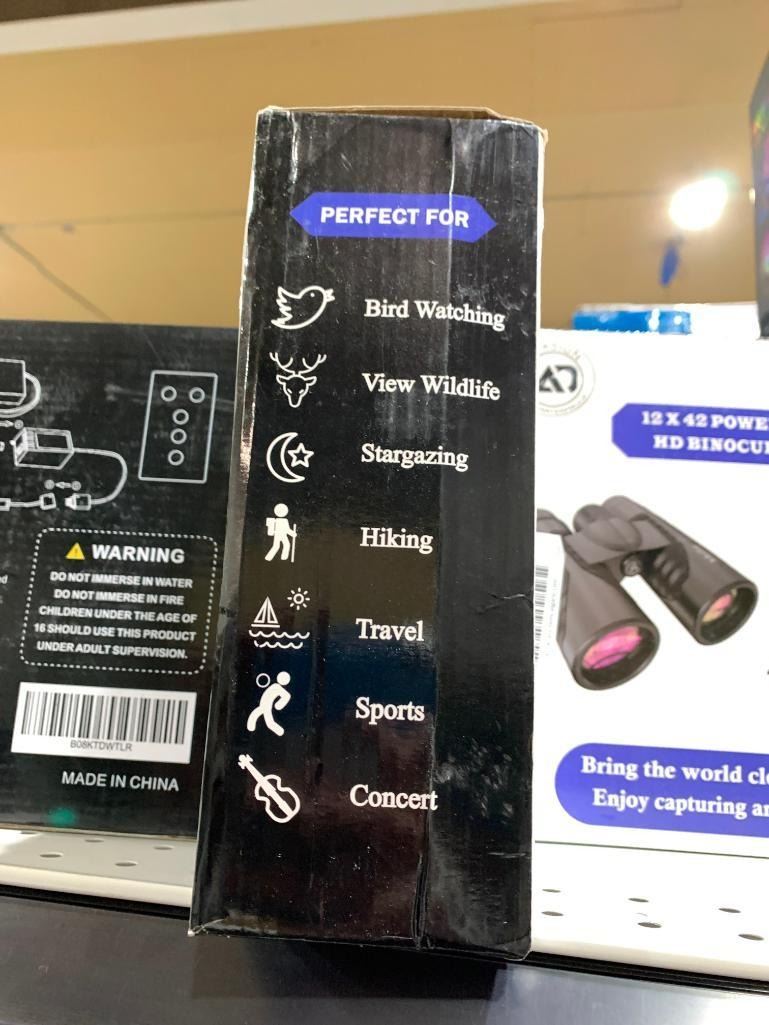 PERFECT FOR
Bird Watching
View Wildlife
Stargazing
Hiking
Travel
Sports
Concert
WARNING
DO NOT IMMERSE IN WATER
DO NOT IMMERSE IN FIRE
CHILDREN UNDER THE AGE OF
16 SHOULD USE THIS PRODUCT
UNDER ADULT SUPERVISION.
B08KTDWTLR
MADE IN CHINA
12 X 42 POWE
HD BINOCU
Bring the world cl
Enjoy capturing a